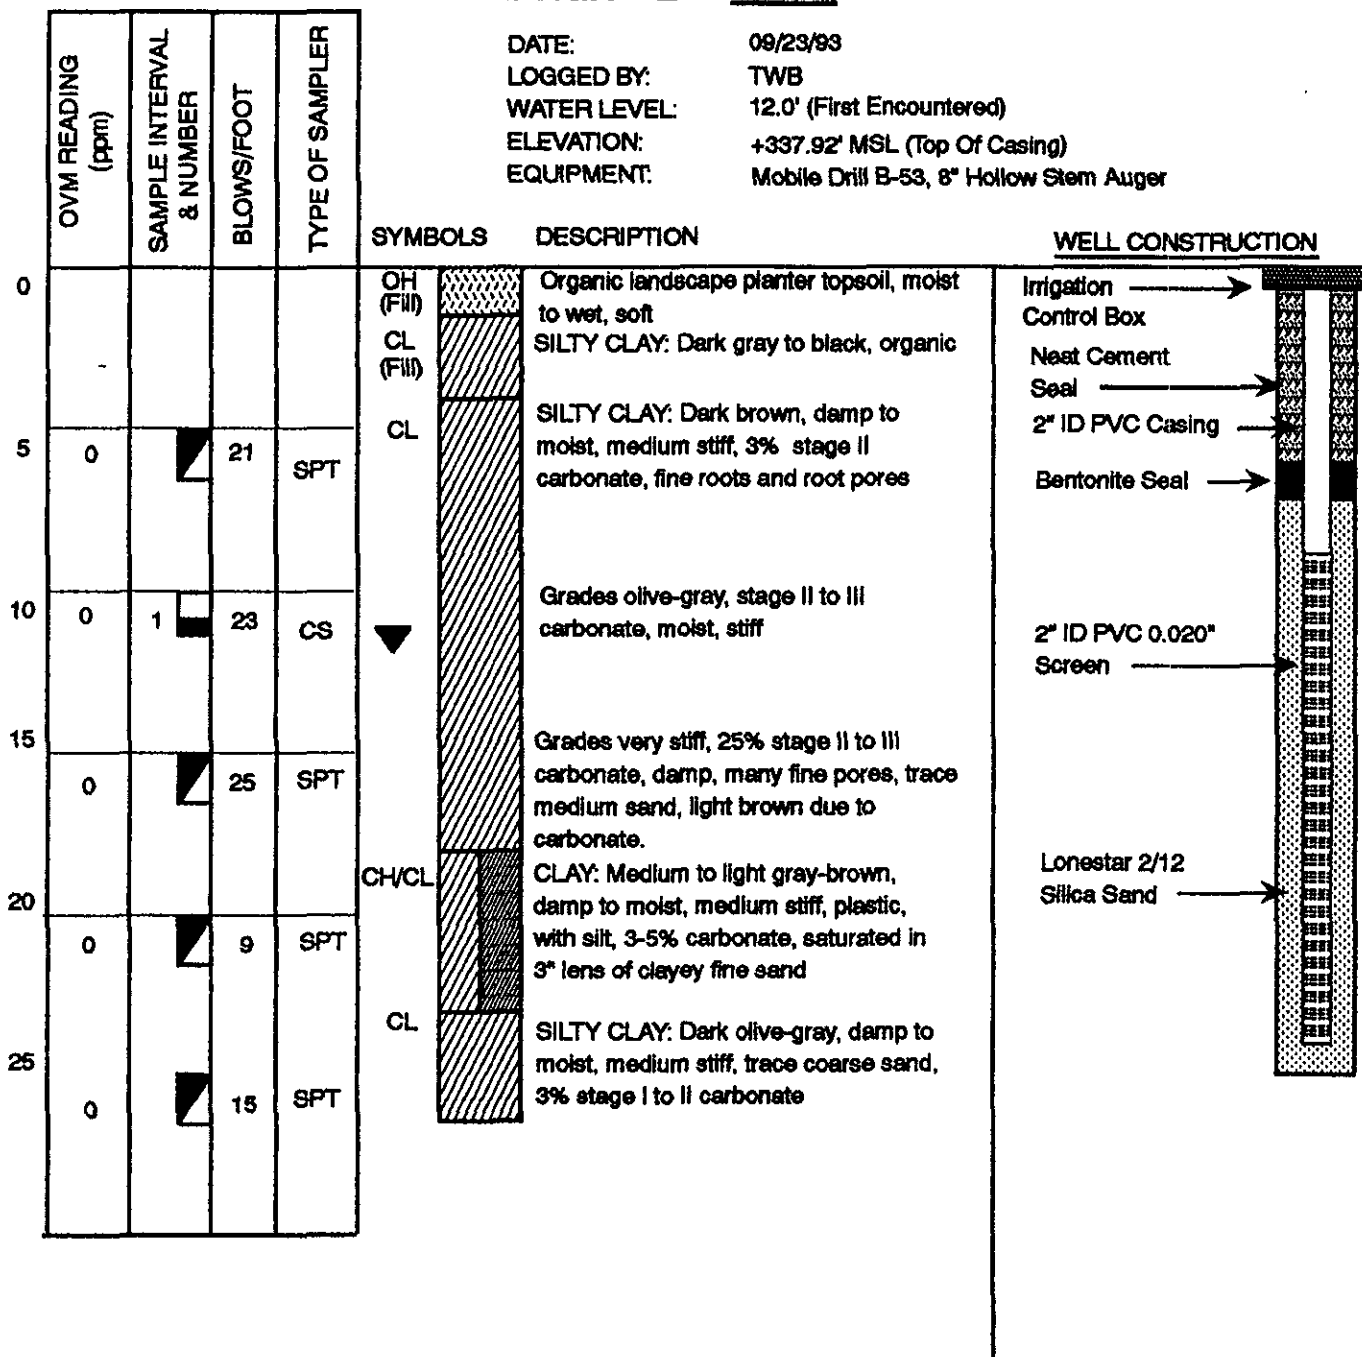 DATE: 09/23/93
LOGGED BY: TWB
WATER LEVEL: 12.0' (First Encountered)
ELEVATION: +337.92' MSL (Top Of Casing)
EQUIPMENT: Mobile Drill B-53, 8" Hollow Stem Auger
OVM READING
(ppm)
SAMPLE INTERVAL
& NUMBER
BLOWS/FOOT
TYPE OF SAMPLER
SYMBOLS DESCRIPTION WELL CONSTRUCTION
0
OH
(Fill)
Organic landscape planter topsoil, moist
to wet, soft
CL
(Fill)
SILTY CLAY: Dark gray to black, organic
SILTY CLAY: Dark brown, damp to
moist, medium stiff, 3% stage II
carbonate, fine roots and root pores
CL
5 0 21 SPT
Grades olive-gray, stage II to III
carbonate, moist, stiff
10 0 1 23 CS
15
Grades very stiff, 25% stage II to III
carbonate, damp, many fine pores, trace
medium sand, light brown due to
carbonate.
0 25 SPT
CH/CL
CLAY: Medium to light gray-brown,
damp to moist, medium stiff, plastic,
with silt, 3-5% carbonate, saturated in
3" lens of clayey fine sand
20
0 9 SPT
CL
SILTY CLAY: Dark olive-gray, damp to
moist, medium stiff, trace coarse sand,
3% stage I to II carbonate
25
0 15 SPT
Irrigation
Control Box
Neat Cement
Seal
2" ID PVC Casing
Bentonite Seal
2" ID PVC 0.020"
Screen
Lonestar 2/12
Silica Sand